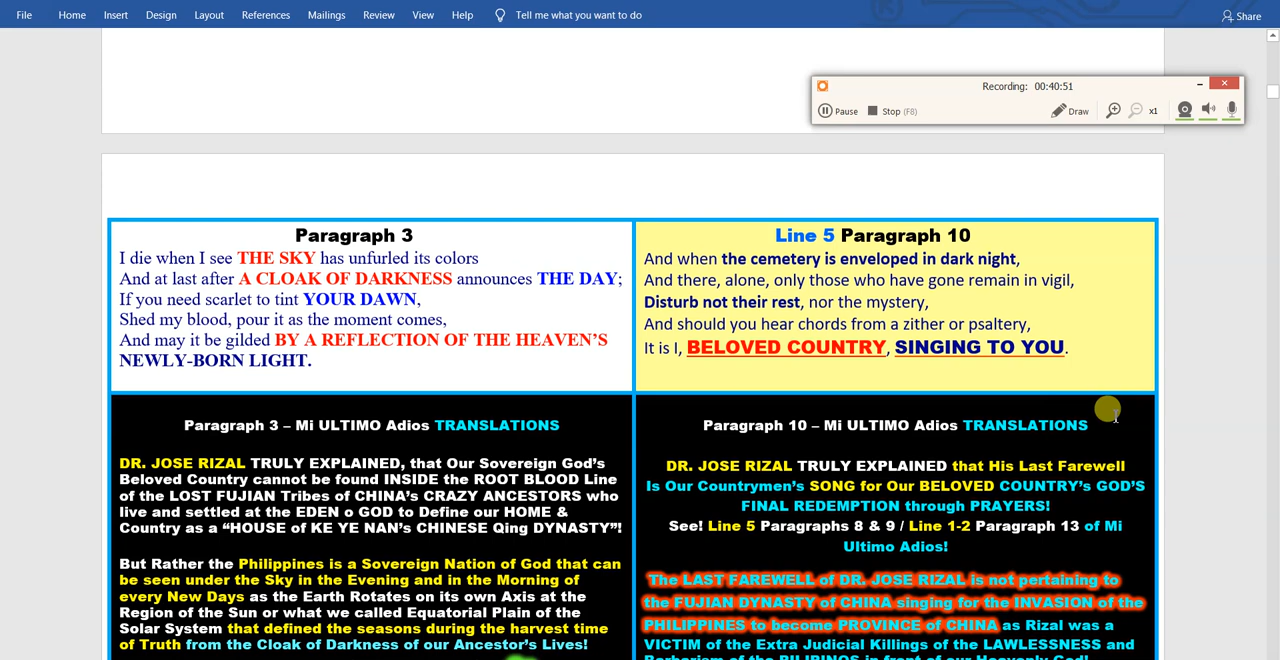 File Home Insert Design Layout References Mailings Review View Help Tell me what you want to do Share
Recording: 00:40:51
Pause Stop (F8) Draw x1
Paragraph 3
I die when I see THE SKY has unfurled its colors
And at last after A CLOAK OF DARKNESS announces THE DAY;
If you need scarlet to tint YOUR DAWN,
Shed my blood, pour it as the moment comes,
And may it be gilded BY A REFLECTION OF THE HEAVEN'S
NEWLY-BORN LIGHT.
Line 5 Paragraph 10
And when the cemetery is enveloped in dark night,
And there, alone, only those who have gone remain in vigil,
Disturb not their rest, nor the mystery,
And should you hear chords from a zither or psaltery,
It is I, BELOVED COUNTRY, SINGING TO YOU.
Paragraph 3 – Mi ULTIMO Adios TRANSLATIONS
DR. JOSE RIZAL TRULY EXPLAINED, that Our Sovereign God's
Beloved Country cannot be found INSIDE the ROOT BLOOD Line
of the LOST FUJIAN Tribes of CHINA's CRAZY ANCESTORS who
live and settled at the EDEN o GOD to Define our HOME &
Country as a "HOUSE of KE YE NAN's CHINESE Qing DYNASTY"!
But Rather the Philippines is a Sovereign Nation of God that can
be seen under the Sky in the Evening and in the Morning of
every New Days as the Earth Rotates on its own Axis at the
Region of the Sun or what we called Equatorial Plain of the
Solar System that defined the seasons during the harvest time
of Truth from the Cloak of Darkness of our Ancestor's Lives!
Paragraph 10 – Mi ULTIMO Adios TRANSLATIONS
DR. JOSE RIZAL TRULY EXPLAINED that His Last Farewell
Is Our Countrymen's SONG for Our BELOVED COUNTRY's GOD'S
FINAL REDEMPTION through PRAYERS!
See! Line 5 Paragraphs 8 & 9 / Line 1-2 Paragraph 13 of Mi
Ultimo Adios!
The LAST FAREWELL of DR. JOSE RIZAL is not pertaining to
the FUJIAN DYNASTY of CHINA singing for the INVASION of the
PHILIPPINES to become PROVINCE of CHINA as Rizal was a
VICTIM of the Extra Judicial Killings of the LAWLESSNESS and
Barbarism of the PILIPINOS in front of our Heavenly God!